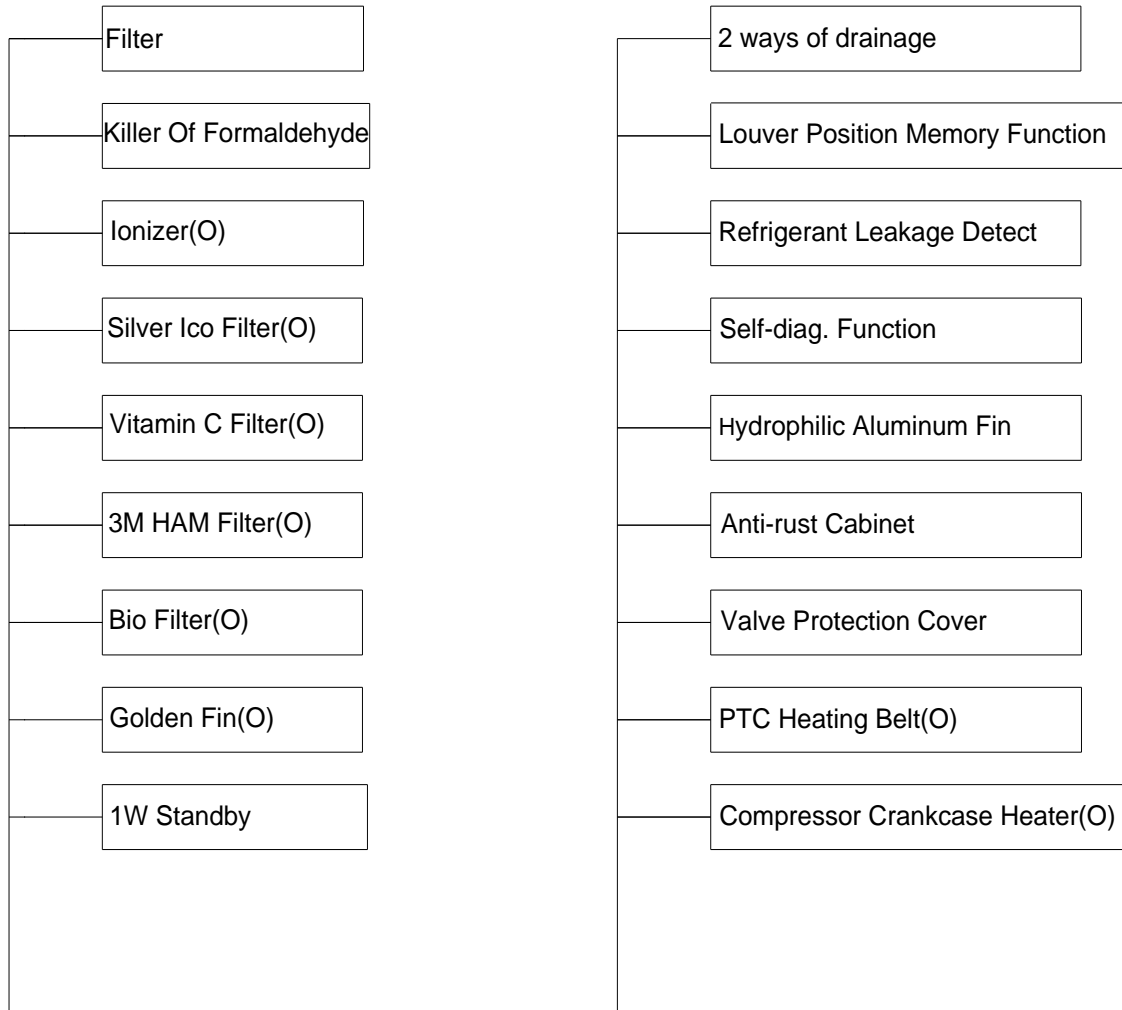 Filter
Killer Of Formaldehyde
Ionizer(O)
Silver Ico Filter(O)
Vitamin C Filter(O)
3M HAM Filter(O)
Bio Filter(O)
Golden Fin(O)
1W Standby
2 ways of drainage
Louver Position Memory Function
Refrigerant Leakage Detect
Self-diag. Function
Hydrophilic Aluminum Fin
Anti-rust Cabinet
Valve Protection Cover
PTC Heating Belt(O)
Compressor Crankcase Heater(O)